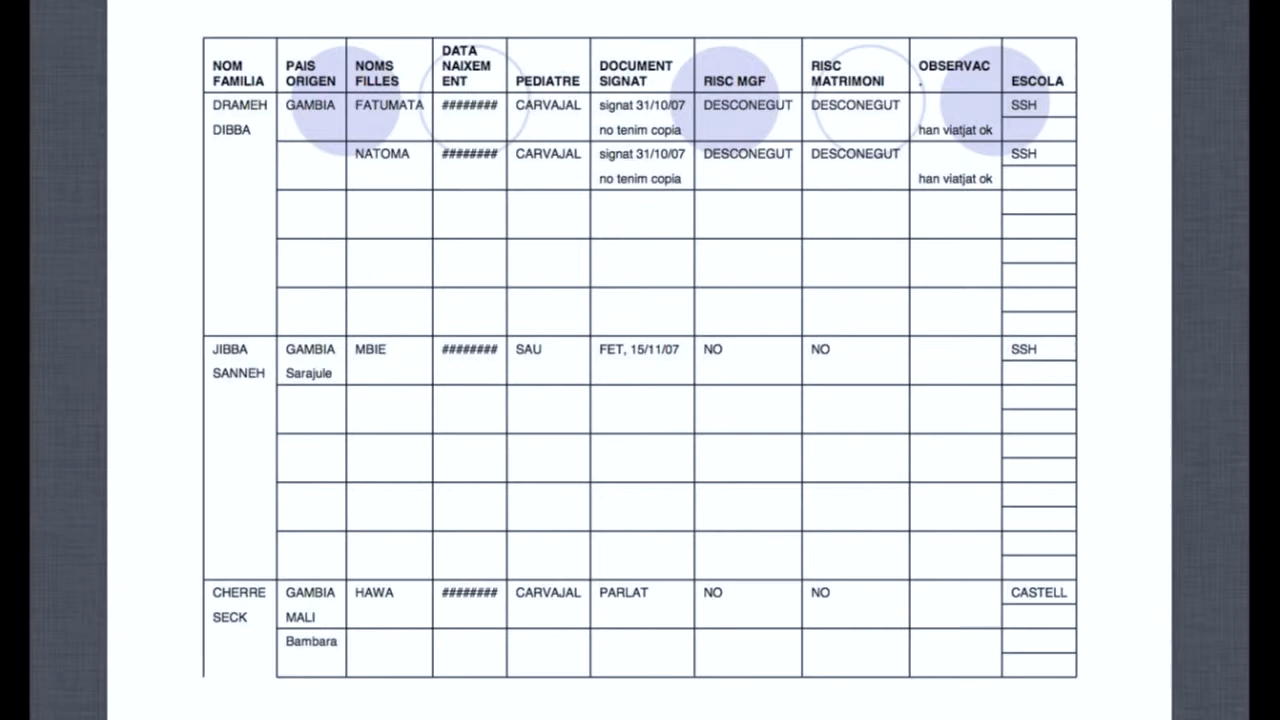 NOM FAMILIA
PAIS ORIGEN
NOMS FILLES
DATA NAIXEM ENT
PEDIATRE
DOCUMENT SIGNAT
RISC MGF
RISC MATRIMONI
OBSERVAC .
ESCOLA
DRAMEH GAMBIA FATUMATA ######## CARVAJAL signat 31/10/07 DESCONEGUT DESCONEGUT SSH
DIBBA no tenim copia han viatjat ok
NATOMA ######## CARVAJAL signat 31/10/07 DESCONEGUT DESCONEGUT SSH
no tenim copia han viatjat ok
JIBBA GAMBIA MBIE ######## SAU FET, 15/11/07 NO NO SSH
SANNEH Sarajule
CHERRE GAMBIA HAWA ######## CARVAJAL PARLAT NO NO CASTELL
SECK MALI
Bambara